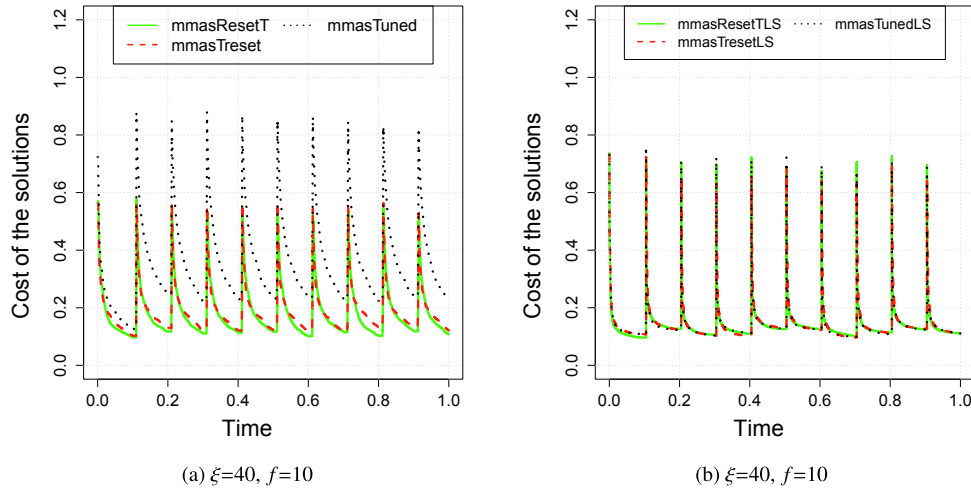 mmasResetT mmasTuned
mmasTreset
Cost of the solutions
0.0 0.2 0.4 0.6 0.8 1.0 1.2
0.0 0.2 0.4 0.6 0.8 1.0
Time
(a) ξ=40, f=10
mmasResetTLS mmasTunedLS
mmasTresetLS
Cost of the solutions
0.0 0.2 0.4 0.6 0.8 1.0 1.2
0.0 0.2 0.4 0.6 0.8 1.0
Time
(b) ξ=40, f=10